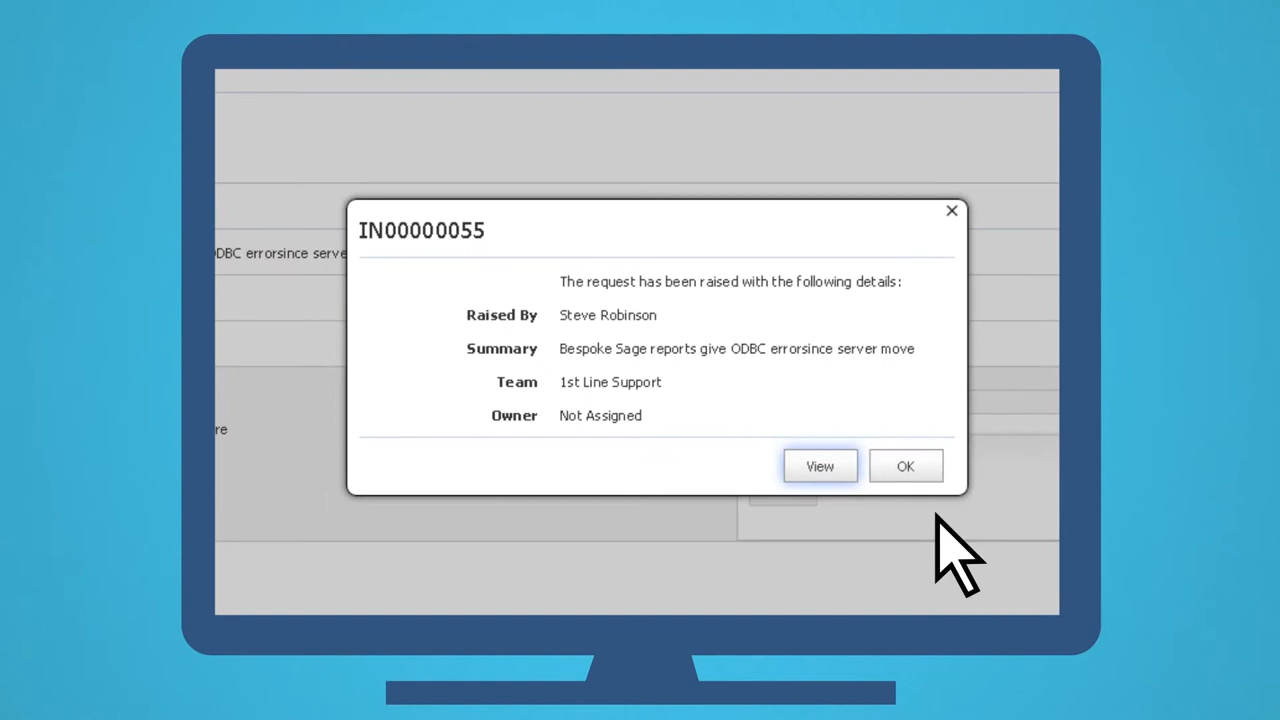 IN00000055
The request has been raised with the following details:
Raised By Steve Robinson
DBC errorsince serve
Summary Bespoke Sage reports give ODBC errorsince server move
Team 1st Line Support
Owner Not Assigned
re
View OK